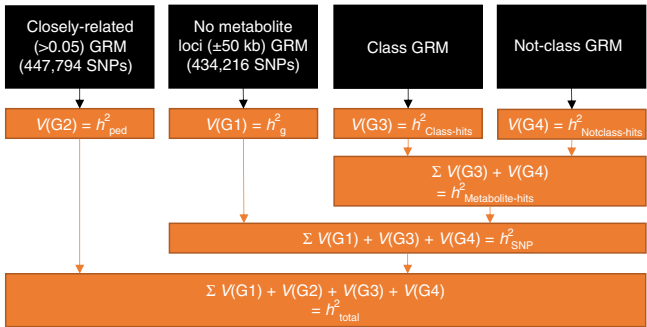 Closely-related
(>0.05) GRM
(447,794 SNPs)
No metabolite
loci (±50 kb) GRM
(434,216 SNPs)
Class GRM
Not-class GRM
V(G2) = h²ped
V(G1) = h²g
V(G3) = h²Class-hits
V(G4) = h²Notclass-hits
Σ V(G3) + V(G4)
= h²Metabolite-hits
Σ V(G1) + V(G3) + V(G4) = h²SNP
Σ V(G1) + V(G2) + V(G3) + V(G4)
= h²total